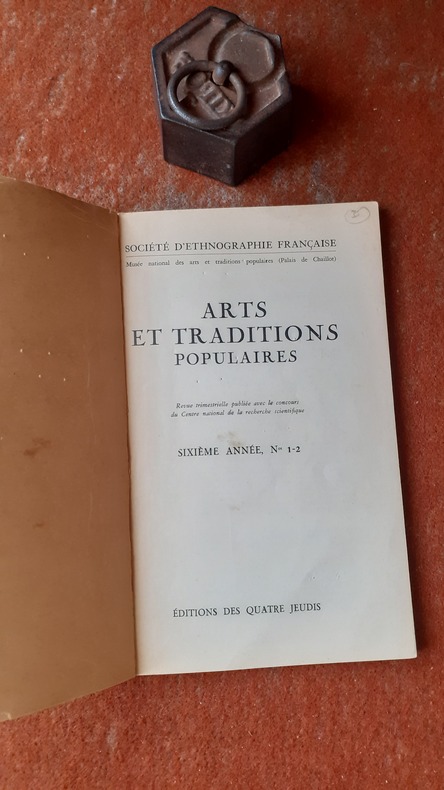 SOCIÉTÉ D'ETHNOGRAPHIE FRANÇAISE
Musée national des arts et traditions populaires (Palais de Chaillot)
ARTS
ET TRADITIONS
POPULAIRES
Revue trimestrielle publiée avec le concours
du Centre national de la recherche scientifique
SIXIÈME ANNÉE, Nos 1-2
ÉDITIONS DES QUATRE JEUDIS